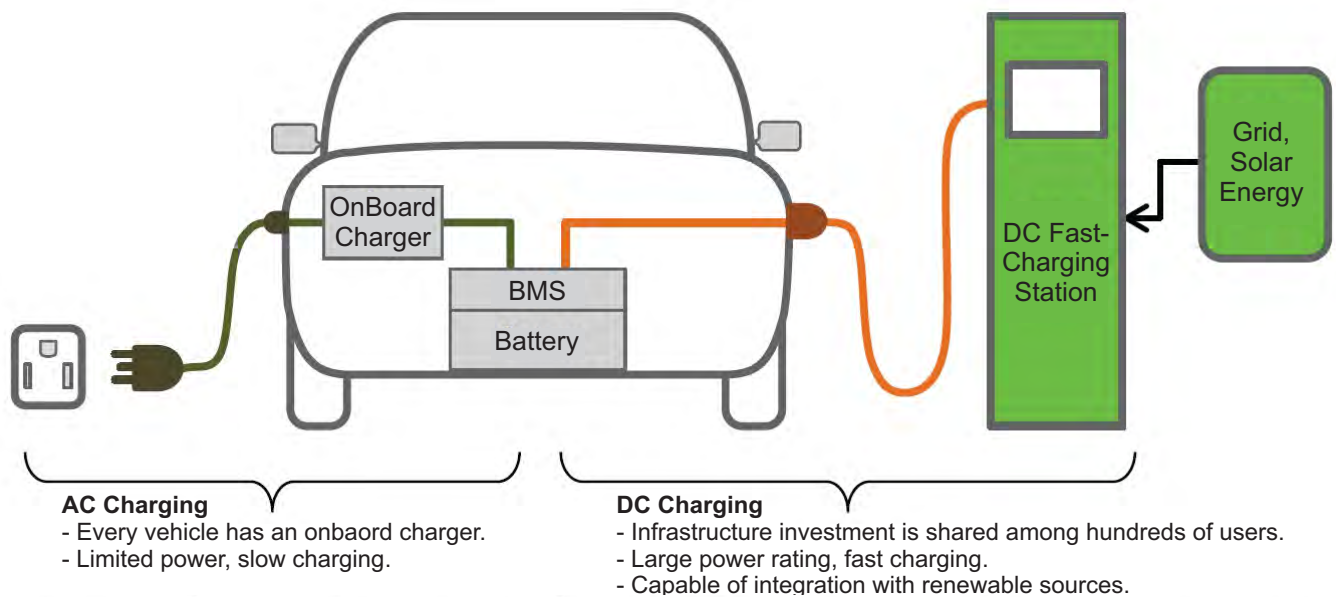 OnBoard
Charger
BMS
Battery
DC Fast-
Charging
Station
Grid,
Solar
Energy
AC Charging
- Every vehicle has an onbaord charger.
- Limited power, slow charging.
DC Charging
- Infrastructure investment is shared among hundreds of users.
- Large power rating, fast charging.
- Capable of integration with renewable sources.